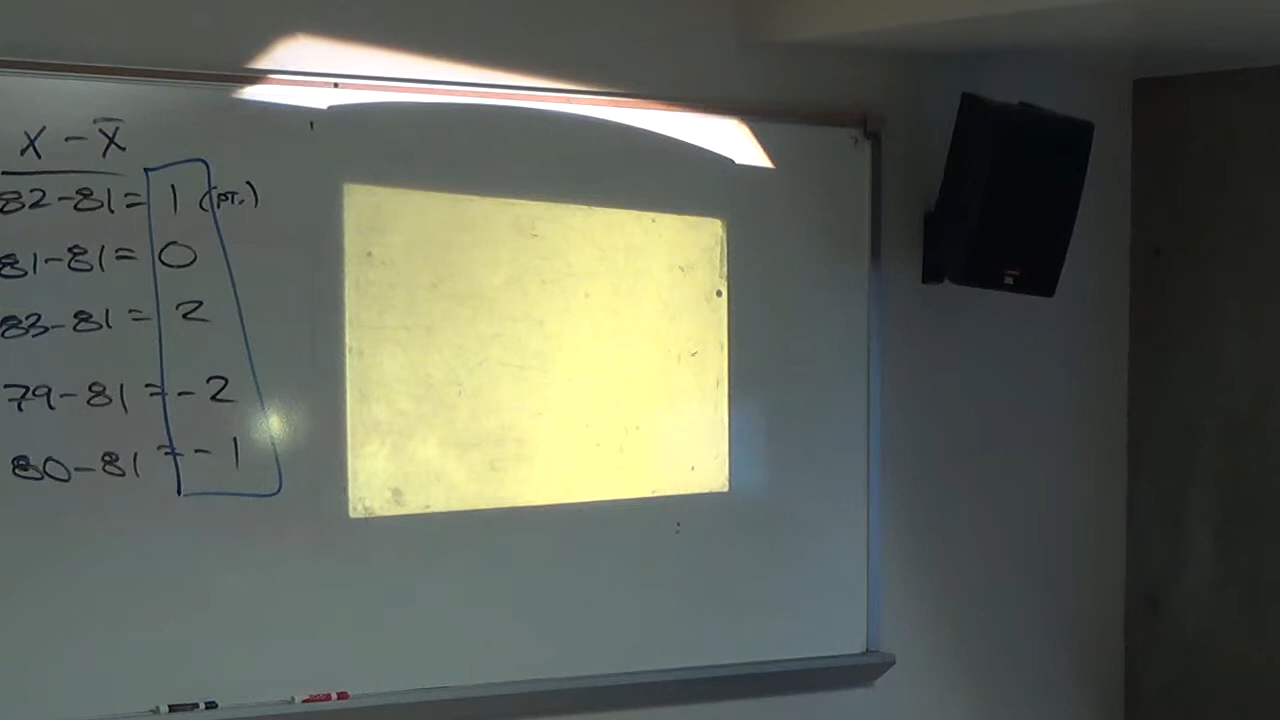 X - X̅
82-81= 1 (pt.)
81-81= 0
83-81= 2
79-81 = -2
80-81 = -1